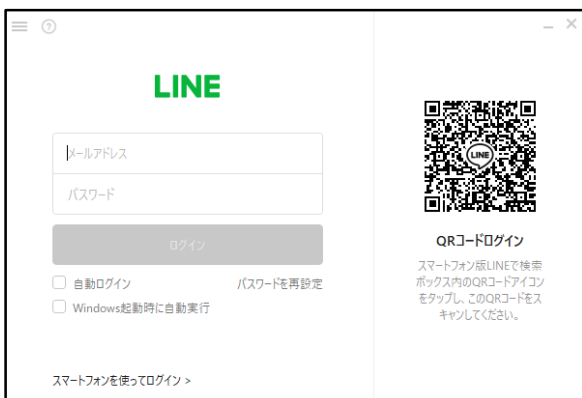 LINE
メールアドレス
パスワード
ログイン
自動ログイン
パスワードを再設定
Windows起動時に自動実行
スマートフォンを使ってログイン >
LINE
QRコードログイン
スマートフォン版LINEで検索
ボックス内のQRコードアイコン
をタップし、このQRコードをス
キャンしてください。